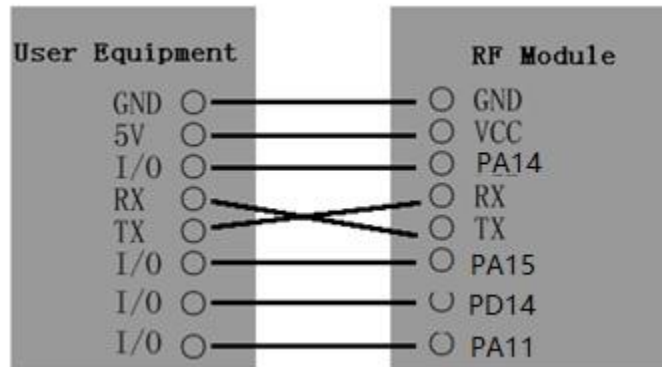 User Equipment
RF Module
GND
GND
5V
VCC
I/O
PA14
RX
RX
TX
TX
I/O
PA15
I/O
PD14
I/O
PA11